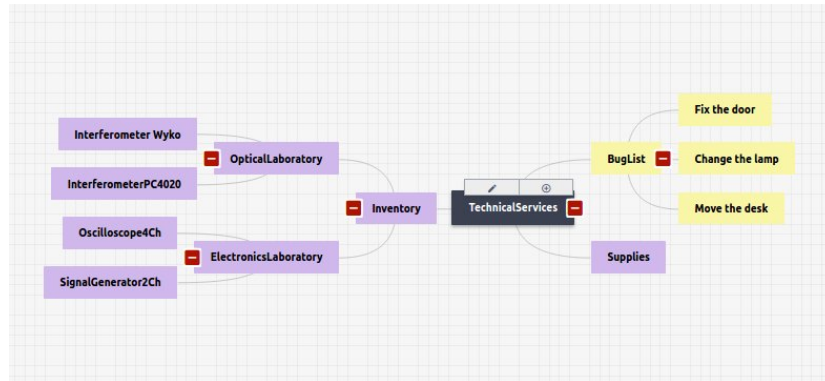 Fix the door
Interferometer Wyko
OpticalLaboratory
BugList
Change the lamp
InterferometerPC4020
Inventory
TechnicalServices
Move the desk
Oscilloscope4Ch
ElectronicsLaboratory
Supplies
SignalGenerator2Ch